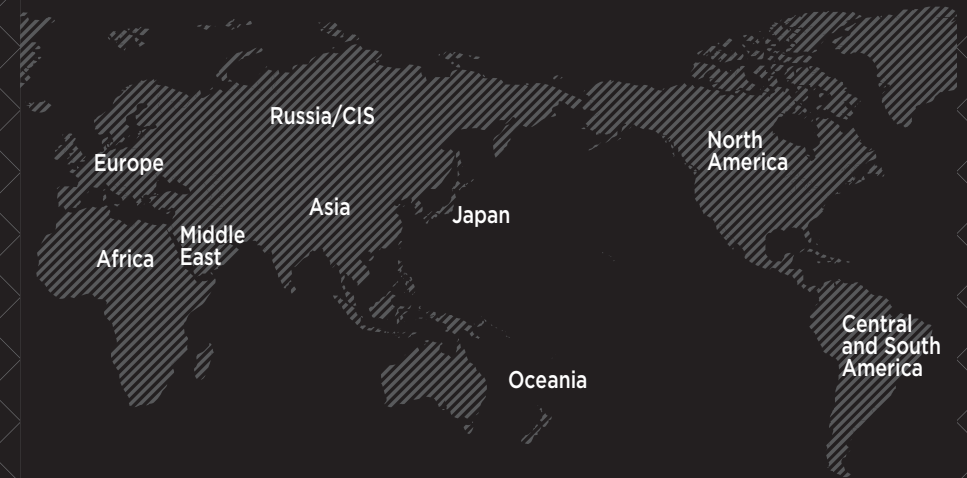 Russia/CIS
Europe
North
America
Asia
Japan
Middle
East
Africa
Central
and South
America
Oceania